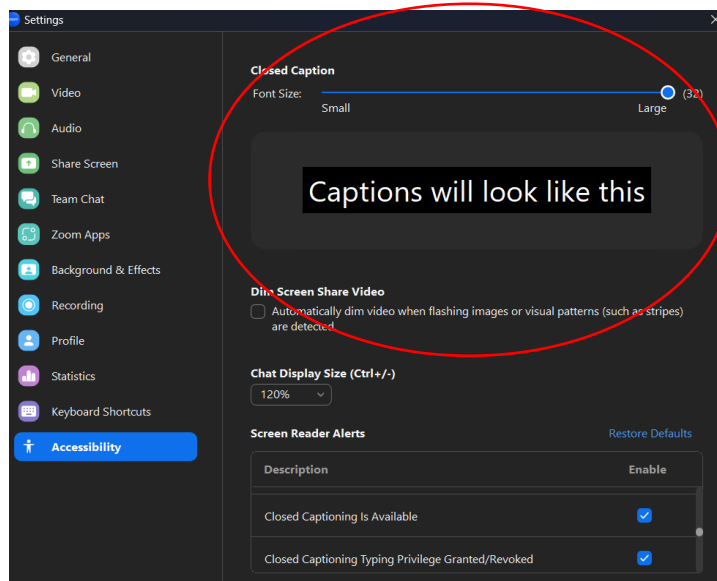 Settings
General
Video
Audio
Share Screen
Team Chat
Zoom Apps
Background & Effects
Recording
Profile
Statistics
Keyboard Shortcuts
Accessibility
Closed Caption
Font Size:
(32)
Small
Large
Captions will look like this
Dim Screen Share Video
Automatically dim video when flashing images or visual patterns (such as stripes)
are detected
Chat Display Size (Ctrl+/-)
120%
Screen Reader Alerts
Restore Defaults
Description
Enable
Closed Captioning Is Available
Closed Captioning Typing Privilege Granted/Revoked